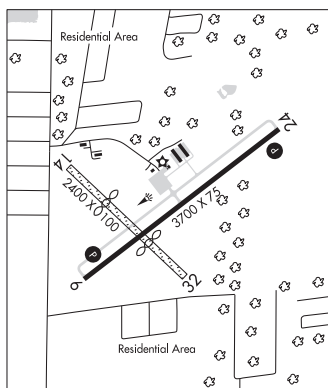 Residential Area
24
P
14
2400 X 100
3700 X 75
P
6
32
Residential Area